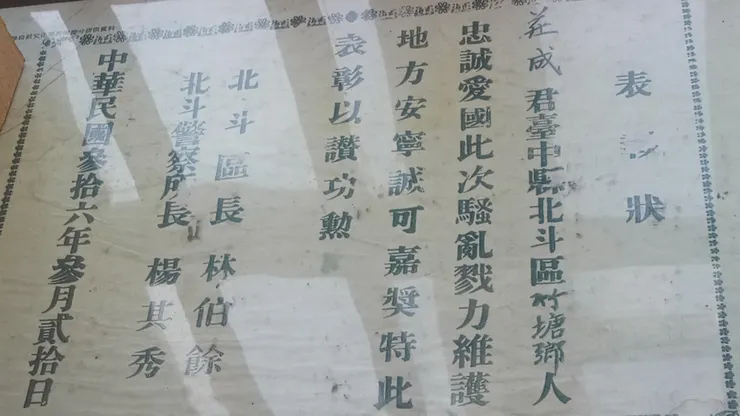 表彰狀
莊成君臺中縣北斗區竹塘鄉人
忠誠愛國此次騷亂戮力維護
地方安寧誠可嘉獎特此
表彰以讚功勲
北斗區長 林伯餘
北斗警察所長 楊其秀
中華民國參拾六年叁月貳拾日